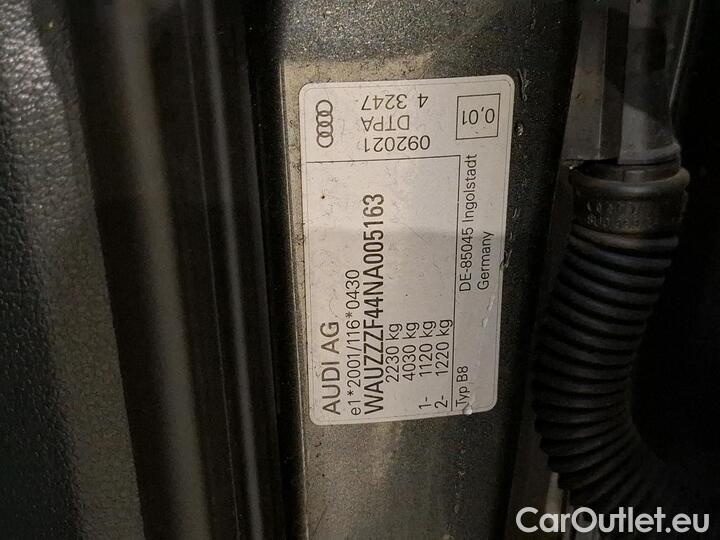 AUDI AG
e1*2001/116*0430
WAUZZZF44NA005163
2230 kg
4030 kg
1- 1120 kg
2- 1220 kg
Typ B8
DE-85045 Ingolstadt
Germany
092021
DTPA
4 3247
0,01
CarOutlet.eu